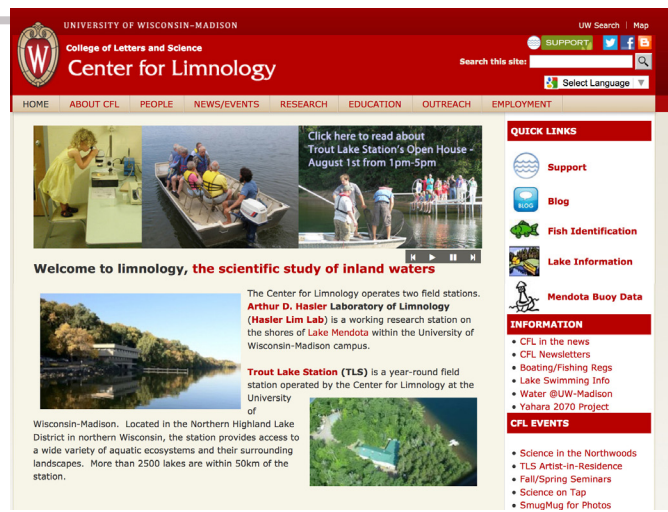 UNIVERSITY OF WISCONSIN–MADISON
UW Search | Map
College of Letters and Science
SUPPORT
Center for Limnology
Search this site:
W
Select Language
HOME ABOUT CFL PEOPLE NEWS/EVENTS RESEARCH EDUCATION OUTREACH EMPLOYMENT
Click here to read about
Trout Lake Station's Open House -
August 1st from 1pm-5pm
Welcome to limnology, the scientific study of inland waters
The Center for Limnology operates two field stations.
Arthur D. Hasler Laboratory of Limnology
(Hasler Lim Lab) is a working research station on
the shores of Lake Mendota within the University of
Wisconsin-Madison campus.
Trout Lake Station (TLS) is a year-round field
station operated by the Center for Limnology at the
University
of
Wisconsin-Madison. Located in the Northern Highland Lake
District in northern Wisconsin, the station provides access to
a wide variety of aquatic ecosystems and their surrounding
landscapes. More than 2500 lakes are within 50km of the
station.
QUICK LINKS
Support
BLOG
Blog
Fish Identification
Lake Information
Mendota Buoy Data
INFORMATION
• CFL in the news
• CFL Newsletters
• Boating/Fishing Regs
• Lake Swimming Info
• Water @UW-Madison
• Yahara 2070 Project
CFL EVENTS
• Science in the Northwoods
• TLS Artist-in-Residence
• Fall/Spring Seminars
• Science on Tap
• SmugMug for Photos